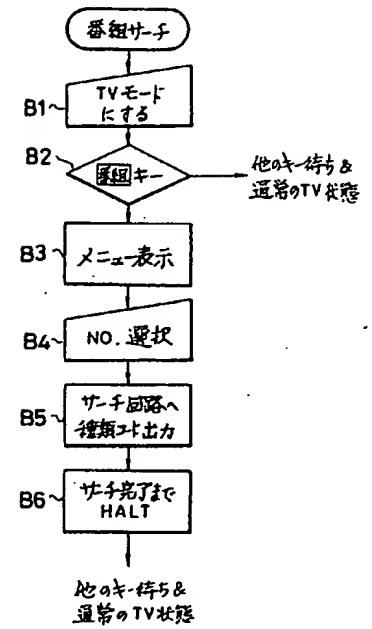 番組サーチ
B1
TVモード
にする
B2
番組キー
他のキー待ち&
通常のTV状態
B3
メニュー表示
B4
NO. 選択
B5
サーチ回路へ
種類コード出力
B6
サーチ完了まで
HALT
他のキー待ち&
通常のTV状態